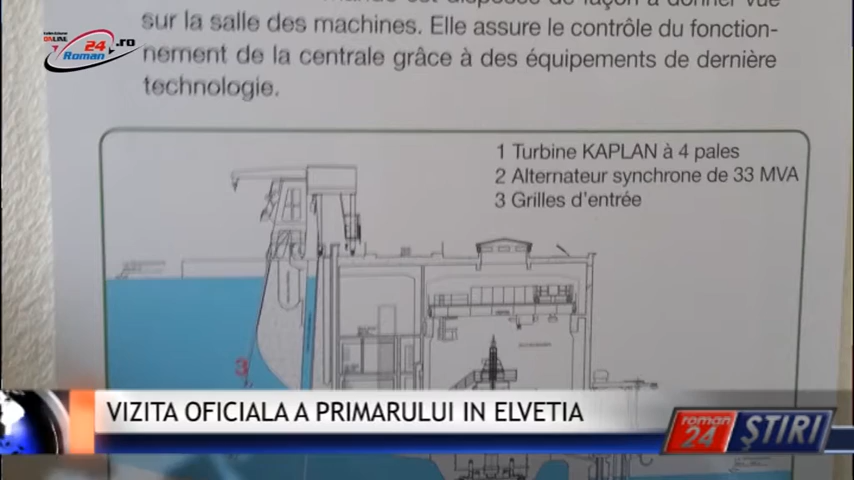 sur la salle des machines. Elle assure le contrôle du fonction-
nement de la centrale grâce à des équipements de dernière
technologie.
24.ro
Roman
1 Turbine KAPLAN à 4 pales
2 Alternateur synchrone de 33 MVA
3 Grilles d'entrée
3
VIZITA OFICIALA A PRIMARULUI IN ELVETIA
roman
24
ȘTIRI